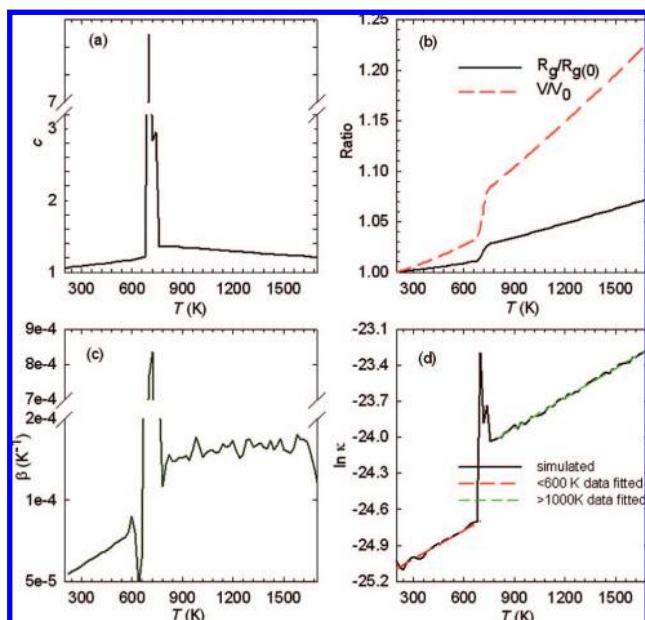 (a)
7
3
2
1
c
600 900 1200 1500
T (K)
(b)
1.25
1.20
1.15
1.10
1.05
1.00
Ratio
Rg/Rg(0)
V/V0
600 900 1200 1500
T (K)
(c)
9e-4
8e-4
7e-4
2e-4
1e-4
5e-5
β (K⁻¹)
300 600 900 1200 1500
T (K)
(d)
-23.1
-23.4
-23.7
-24.0
-24.3
-24.6
-24.9
-25.2
ln κ
simulated
<600 K data fitted
>1000K data fitted
300 600 900 1200 1500
T (K)